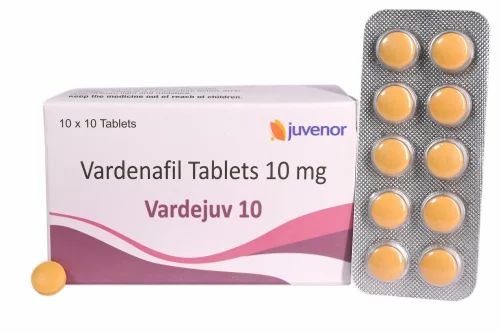 keep the medicine out of reach of children.
10 x 10 Tablets
juvenor
Vardenafil Tablets 10 mg
Vardejuv 10